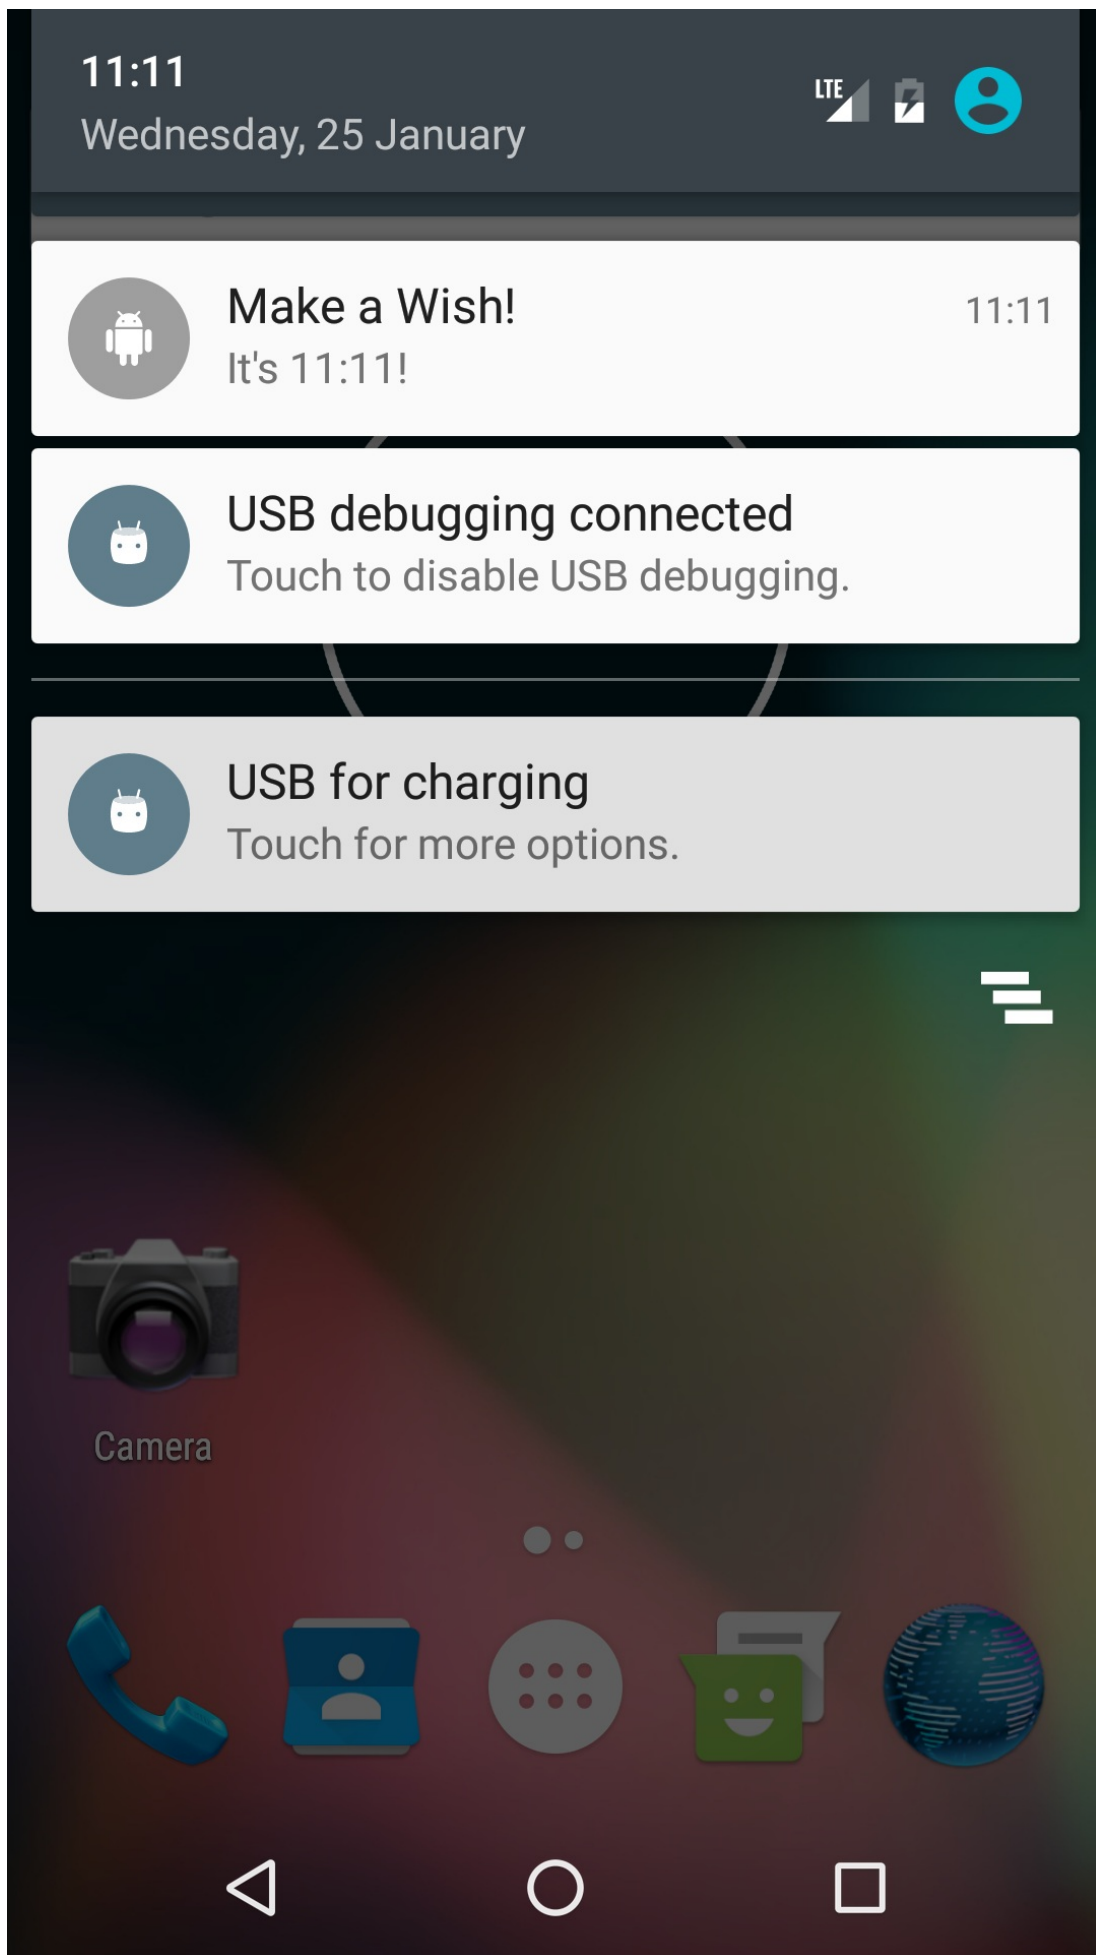 11:11
LTE
Wednesday, 25 January
Make a Wish!
11:11
It's 11:11!
USB debugging connected
Touch to disable USB debugging.
USB for charging
Touch for more options.
Camera